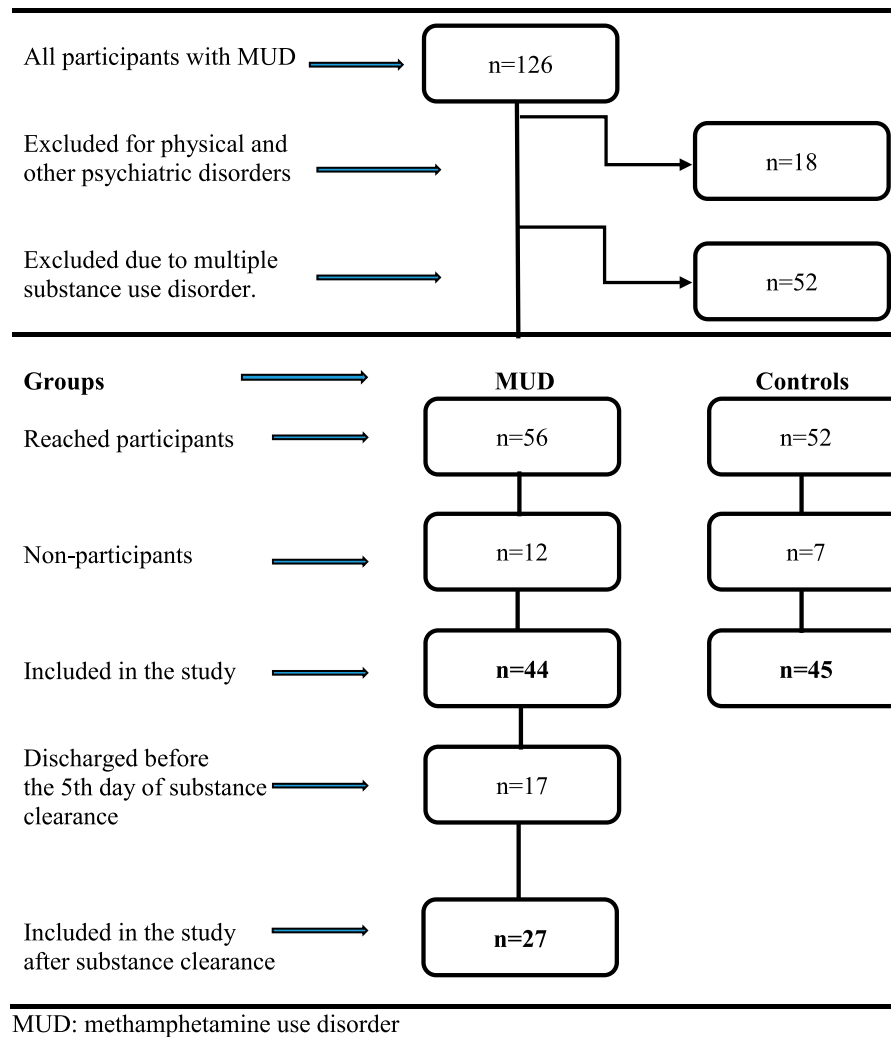 All participants with MUD
n=126
Excluded for physical and
other psychiatric disorders
n=18
Excluded due to multiple
substance use disorder.
n=52
Groups MUD Controls
Reached participants n=56 n=52
Non-participants n=12 n=7
Included in the study n=44 n=45
Discharged before
the 5th day of substance
clearance
n=17
Included in the study
after substance clearance
n=27
MUD: methamphetamine use disorder